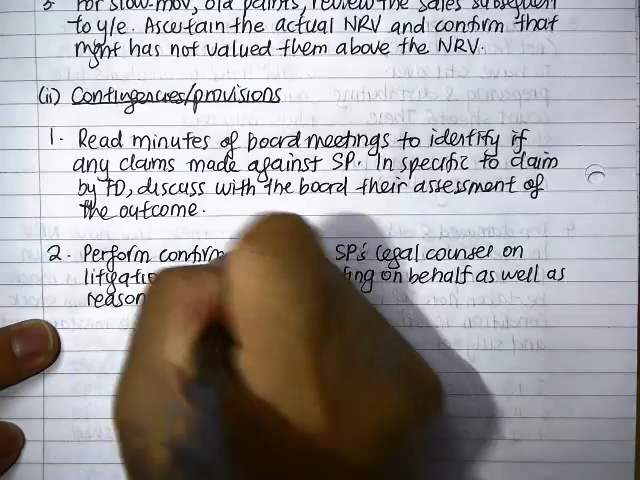 3. For slow-mov, old paints, review the sales subsequent
to y/e. Ascertain the actual NRV and confirm that
mgmt has not valued them above the NRV.
(ii) Contingencies/provisions
1. Read minutes of board meetings to identify if
any claims made against SP. In specific to claim
by TD, discuss with the board their assessment of
the outcome.
2. Perform confirm SP's legal counsel on
on behalf as well as
reason